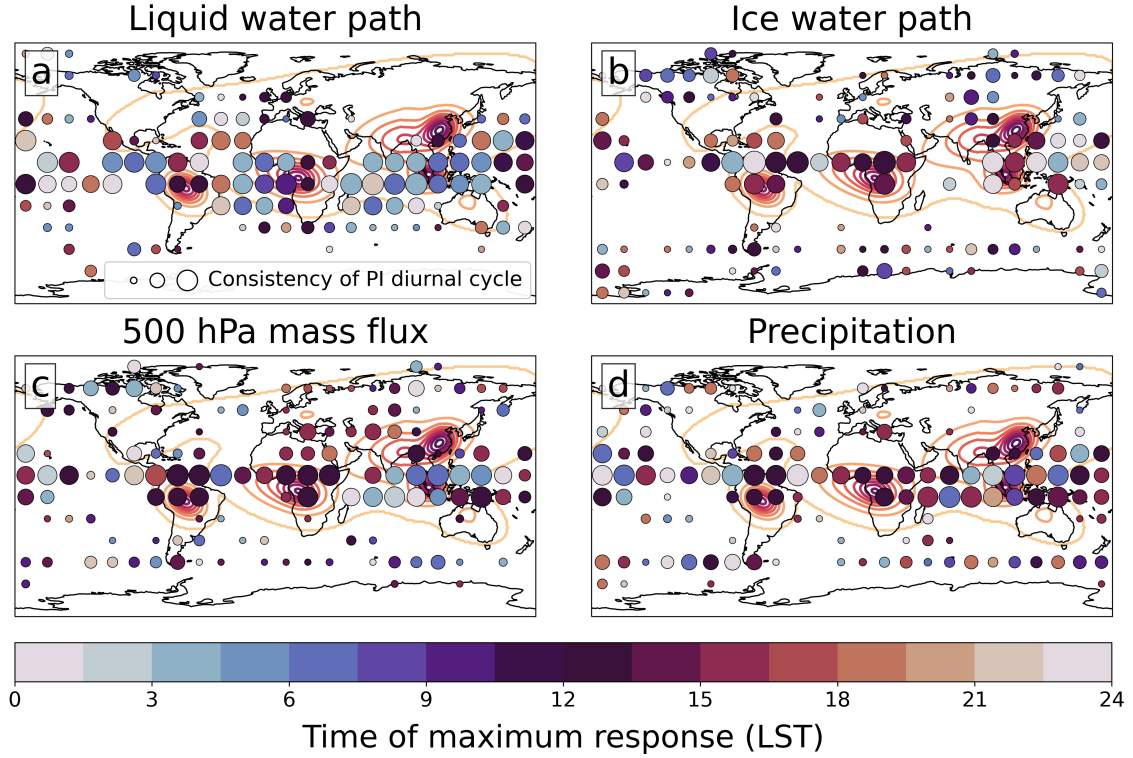 Liquid water path
Ice water path
a
b
Consistency of PI diurnal cycle
500 hPa mass flux
Precipitation
c
d
0 3 6 9 12 15 18 21 24
Time of maximum response (LST)